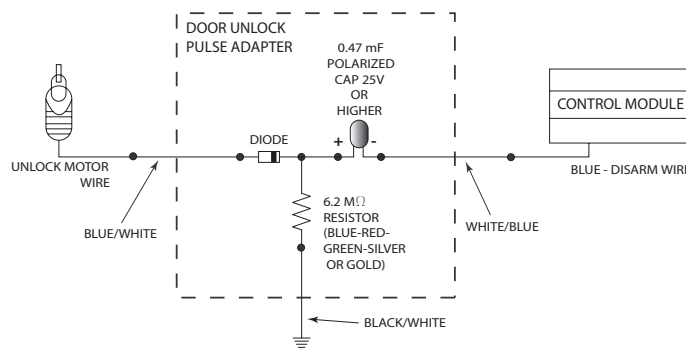 DOOR UNLOCK
PULSE ADAPTER
0.47 mF
POLARIZED
CAP 25V
OR
HIGHER
CONTROL MODULE
DIODE
+ -
UNLOCK MOTOR
WIRE
BLUE - DISARM WIRE
BLUE/WHITE
6.2 MΩ
RESISTOR
(BLUE-RED-
GREEN-SILVER
OR GOLD)
WHITE/BLUE
BLACK/WHITE